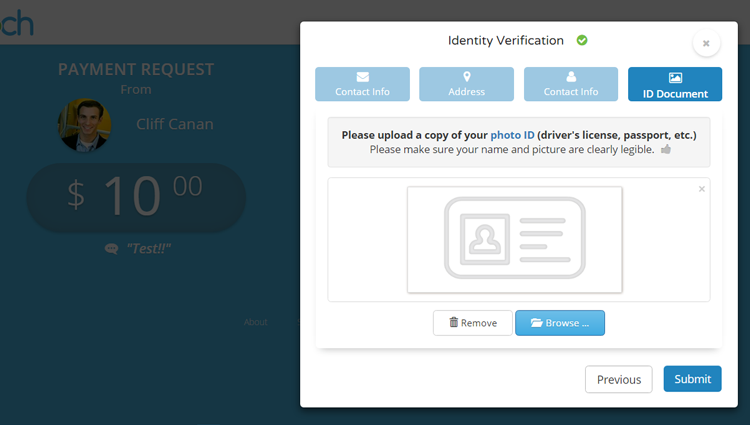 ch
PAYMENT REQUEST
From
Cliff Canan
$ 10 00
"Test!!"
About
Identity Verification
×
Contact Info
Address
Contact Info
ID Document
Please upload a copy of your photo ID (driver's license, passport, etc.)
Please make sure your name and picture are clearly legible.
×
Remove
Browse ...
Previous
Submit